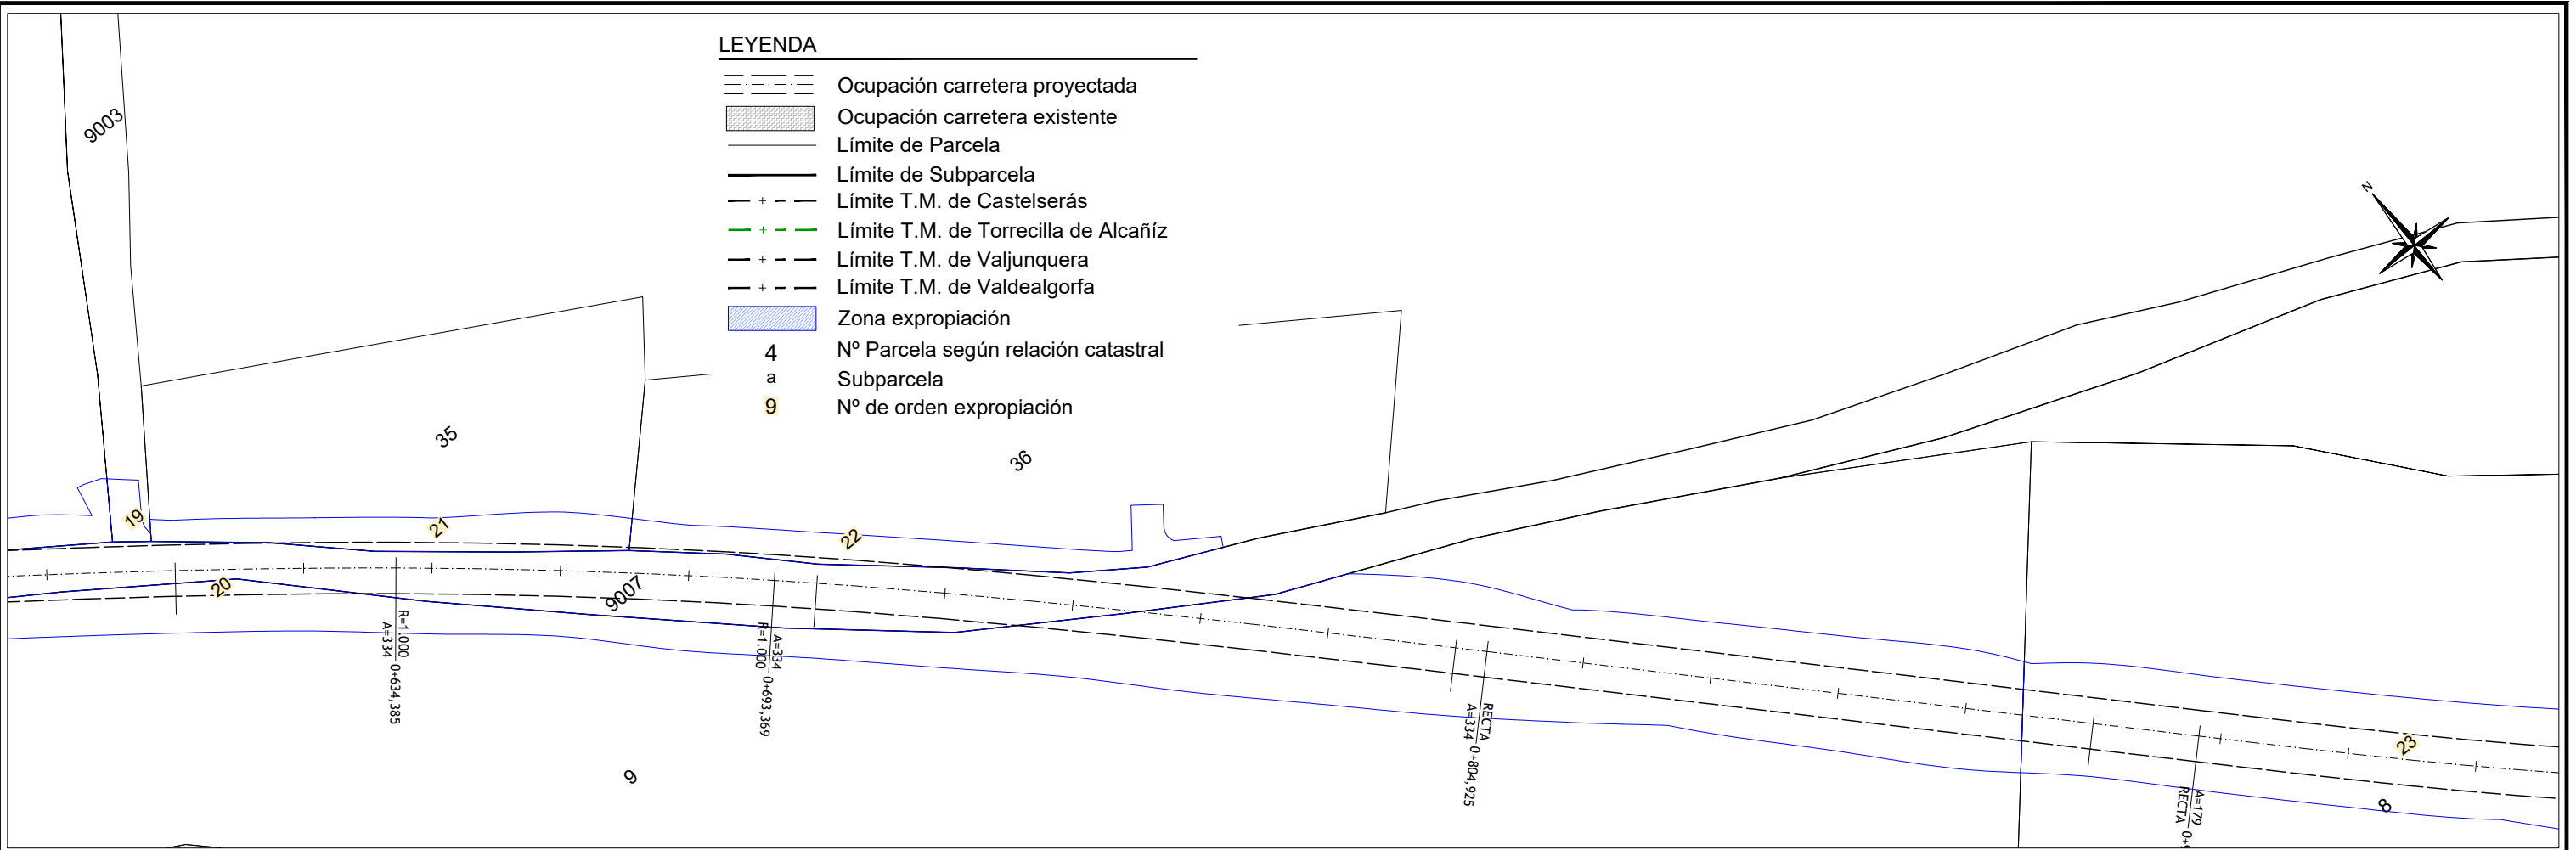 LEYENDA
Ocupación carretera proyectada
Ocupación carretera existente
Límite de Parcela
Límite de Subparcela
Límite T.M. de Castelserás
Límite T.M. de Torrecilla de Alcañíz
Límite T.M. de Valjunquera
Límite T.M. de Valdealgorfa
Zona expropiación
4 Nº Parcela según relación catastral
a Subparcela
9 Nº de orden expropiación
9003
N
35
36
19
21
22
20
9007
R=1.000
A=334
0+634,385
A=334
R=1.000
0+693,369
RECTA
A=334
0+804,925
23
9
8
A=179
RECTA